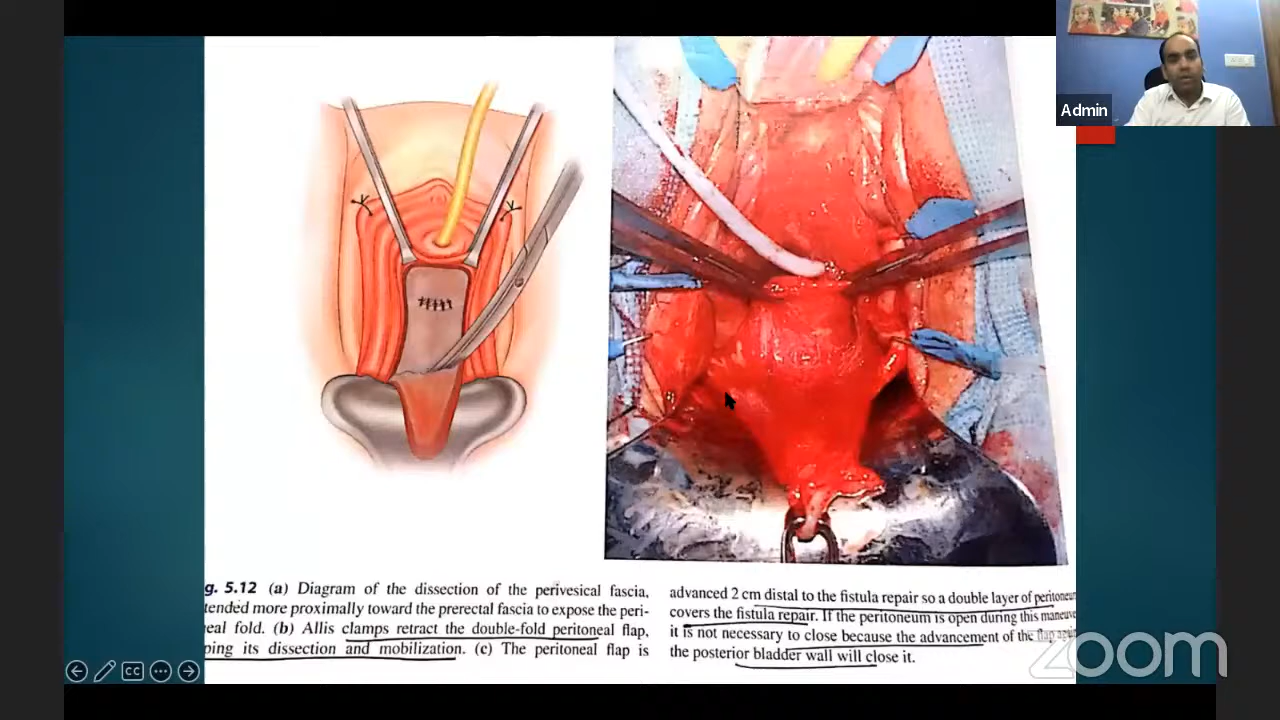 Admin
g. 5.12 (a) Diagram of the dissection of the perivesical fascia,
tended more proximally toward the prerectal fascia to expose the peri-
eal fold. (b) Allis clamps retract the double-fold peritoneal flap,
ping its dissection and mobilization. (c) The peritoneal flap is
advanced 2 cm distal to the fistula repair so a double layer of peritoneum
covers the fistula repair. If the peritoneum is open during this maneuve
it is not necessary to close because the advancement of the flap
the posterior bladder wall will close it.
CC
zoom